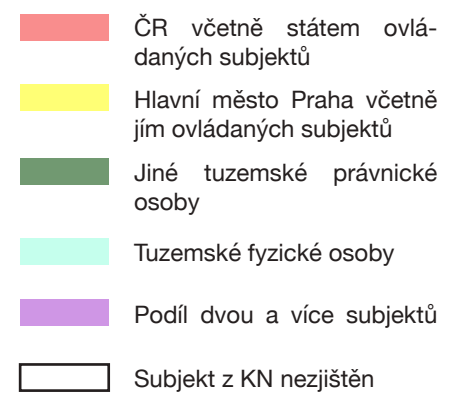 ČR včetně státem ovlá-
daných subjektů
Hlavní město Praha včetně
jím ovládaných subjektů
Jiné tuzemské právnické
osoby
Tuzemské fyzické osoby
Podíl dvou a více subjektů
Subjekt z KN nezjištěn